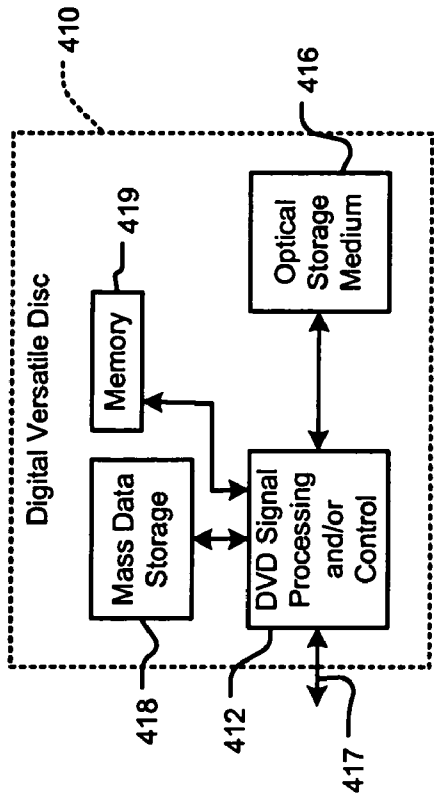 Digital Versatile Disc
410
Mass Data
Storage
418
Memory
419
DVD Signal
Processing
and/or
Control
412
Optical
Storage
Medium
416
417